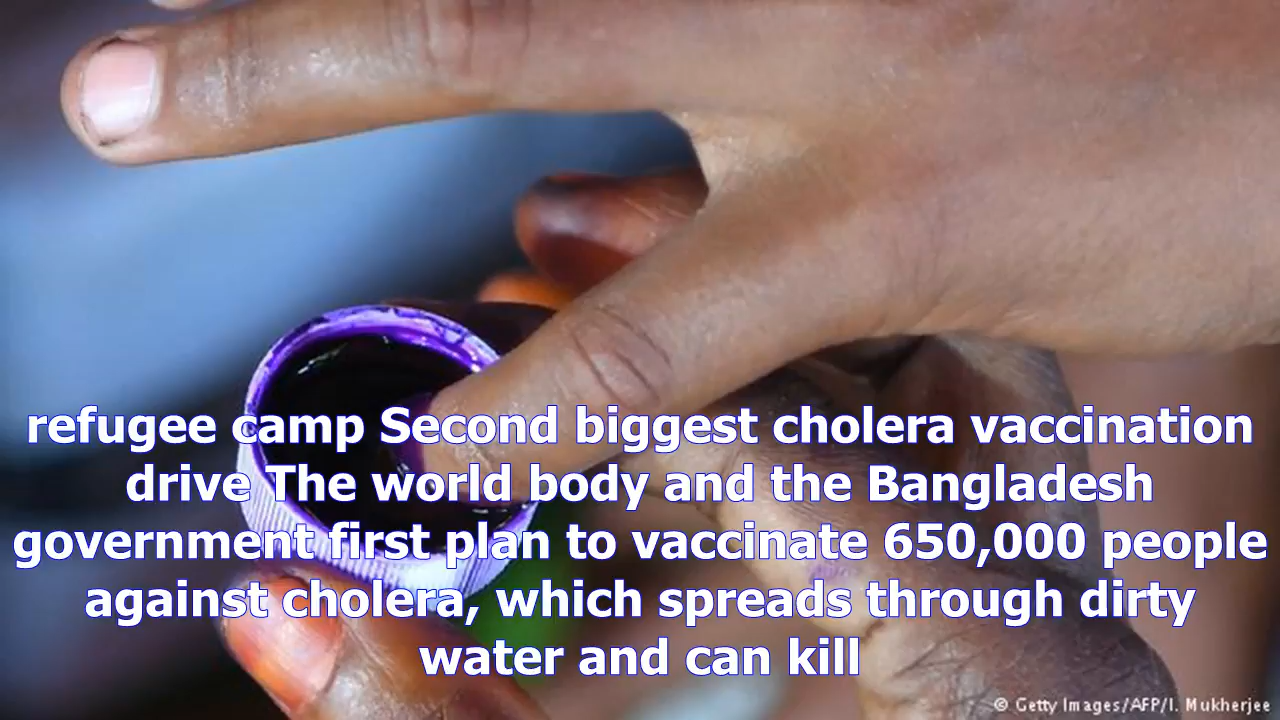 refugee camp Second biggest cholera vaccination
drive The world body and the Bangladesh
government first plan to vaccinate 650,000 people
against cholera, which spreads through dirty
water and can kill
© Getty Images/AFP/I. Mukherjee